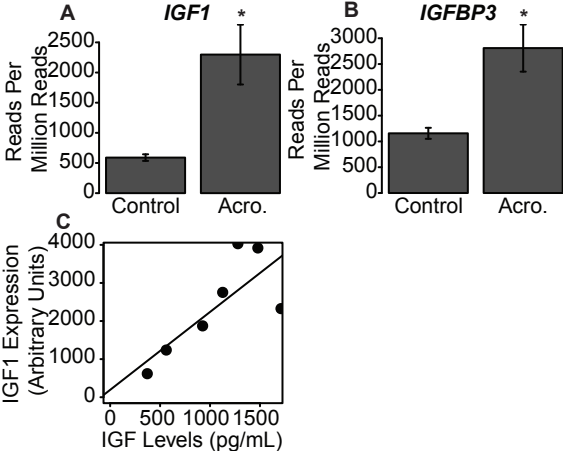 A
IGF1
*
Reads Per
Million Reads
2500
2000
1500
1000
500
0
Control
Acro.
B
IGFBP3
*
Reads Per
Million Reads
3000
2500
2000
1500
1000
500
0
Control
Acro.
C
IGF1 Expression
(Arbitrary Units)
4000
3000
2000
1000
0
0 500 1000 1500
IGF Levels (pg/mL)